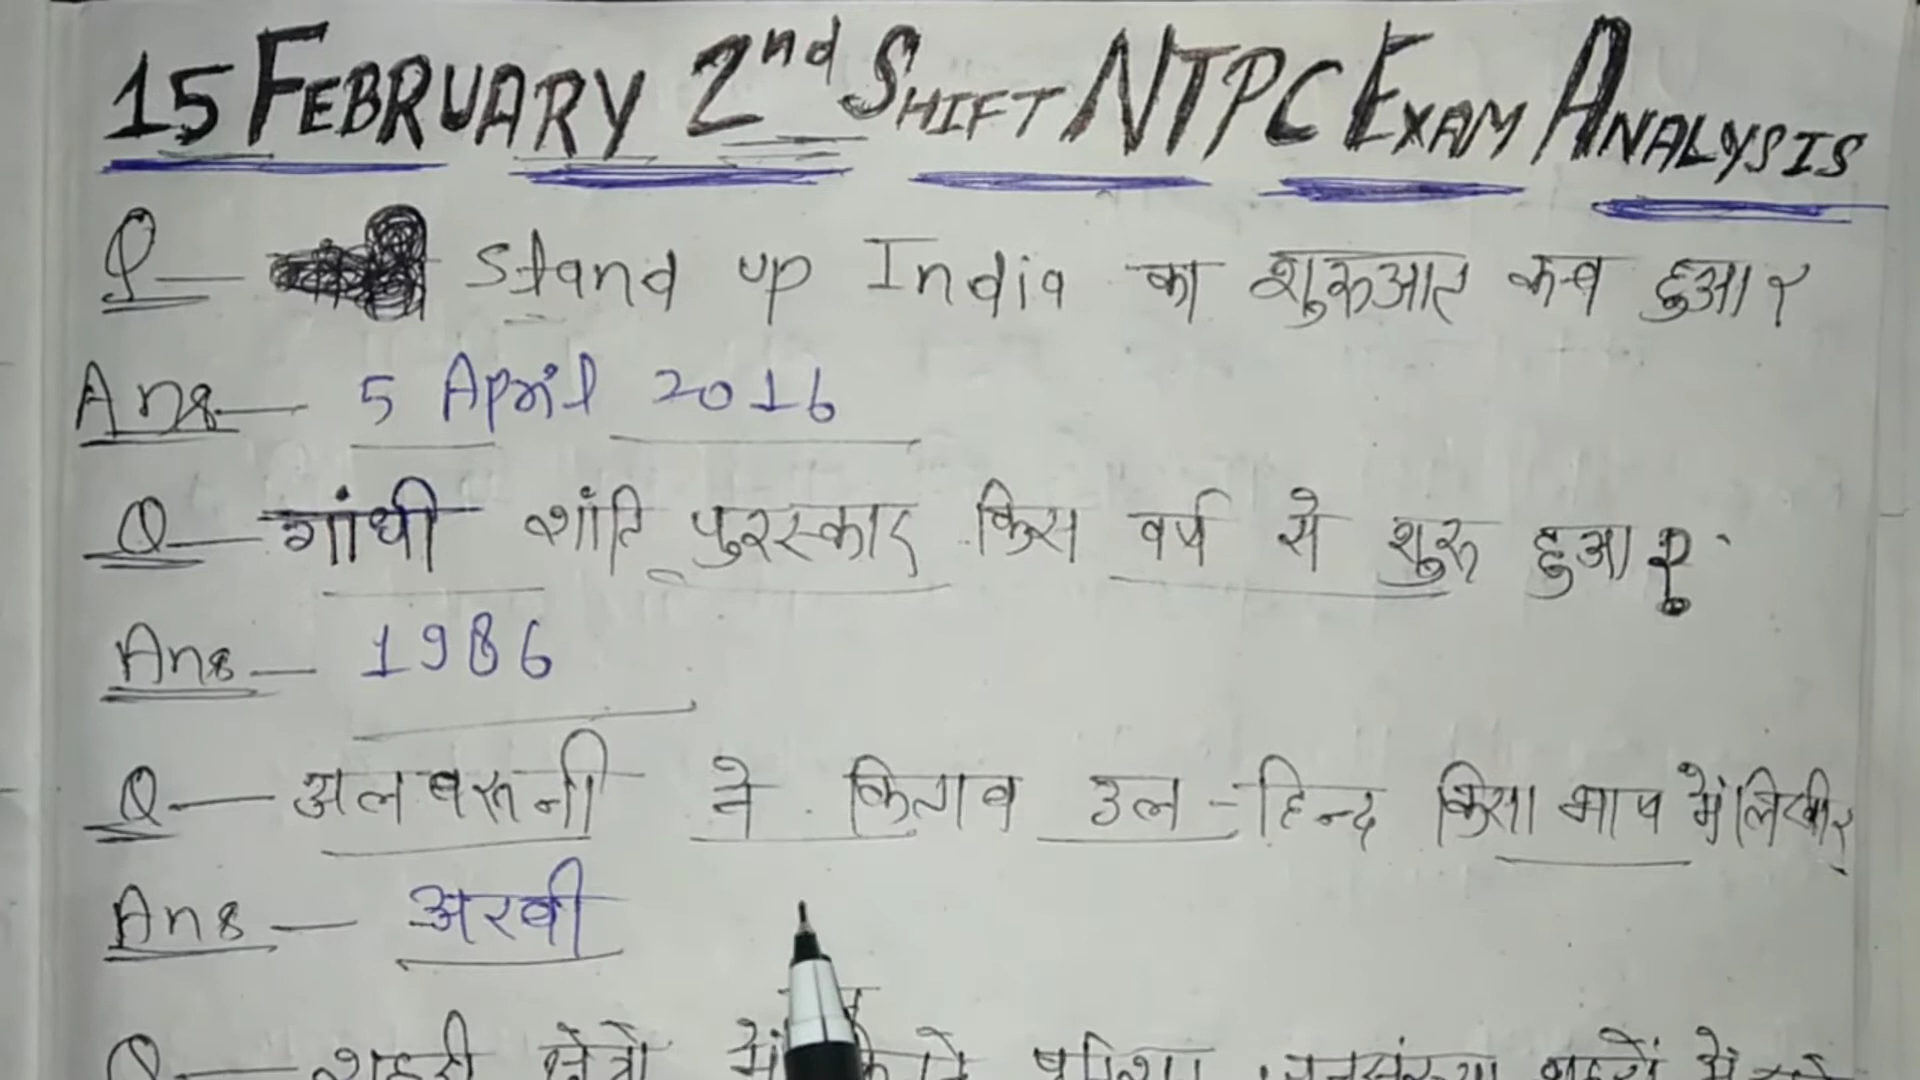 15 FEBRUARY 2nd SHIFT NTPC EXAM ANALYSIS
Q— Stand up India का शुरुआत कब हुआ?
Ans— 5 April 2016
Q— गांधी शांति पुरस्कार किस वर्ष से शुरू हुआ?
Ans— 1986
Q— अलबरूनी ने किताब उल-हिन्द किस भाष में लिखी?
Ans— अरबी
Q— शहरी क्षेत्रो में